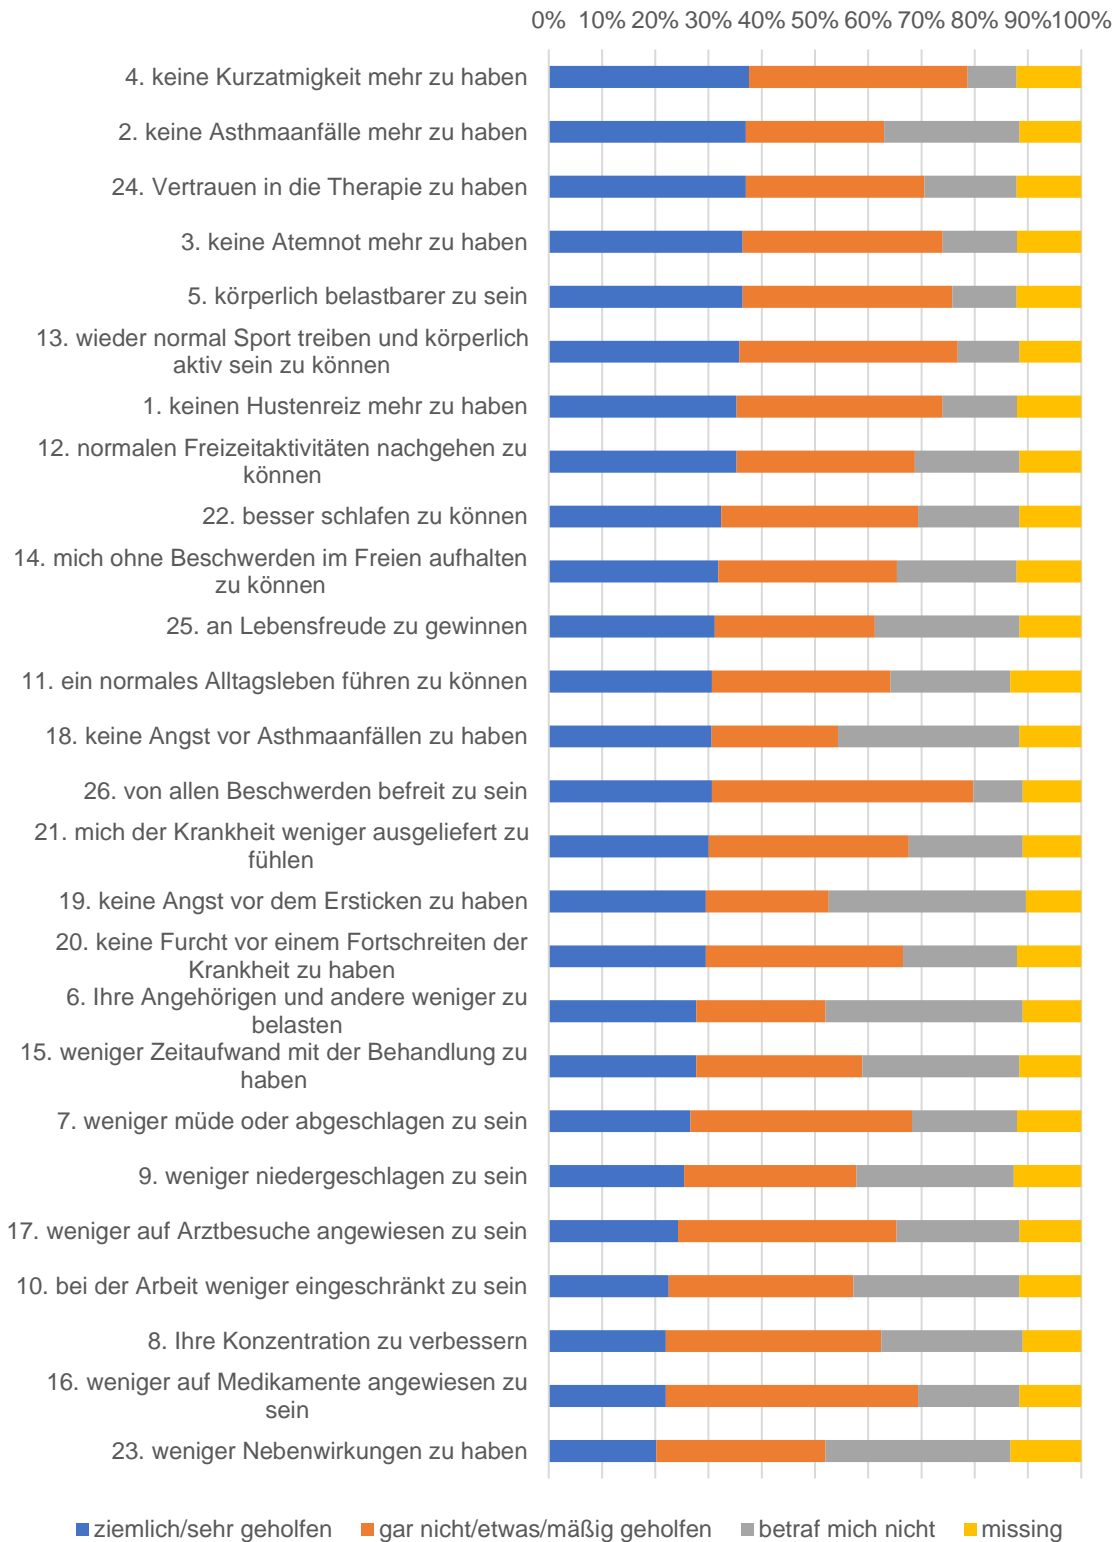 0% 10% 20% 30% 40% 50% 60% 70% 80% 90%100%
4. keine Kurzatmigkeit mehr zu haben
2. keine Asthmaanfälle mehr zu haben
24. Vertrauen in die Therapie zu haben
3. keine Atemnot mehr zu haben
5. körperlich belastbarer zu sein
13. wieder normal Sport treiben und körperlich
aktiv sein zu können
1. keinen Hustenreiz mehr zu haben
12. normalen Freizeitaktivitäten nachgehen zu
können
22. besser schlafen zu können
14. mich ohne Beschwerden im Freien aufhalten
zu können
25. an Lebensfreude zu gewinnen
11. ein normales Alltagsleben führen zu können
18. keine Angst vor Asthmaanfällen zu haben
26. von allen Beschwerden befreit zu sein
21. mich der Krankheit weniger ausgeliefert zu
fühlen
19. keine Angst vor dem Ersticken zu haben
20. keine Furcht vor einem Fortschreiten der
Krankheit zu haben
6. Ihre Angehörigen und andere weniger zu
belasten
15. weniger Zeitaufwand mit der Behandlung zu
haben
7. weniger müde oder abgeschlagen zu sein
9. weniger niedergeschlagen zu sein
17. weniger auf Arztbesuche angewiesen zu sein
10. bei der Arbeit weniger eingeschränkt zu sein
8. Ihre Konzentration zu verbessern
16. weniger auf Medikamente angewiesen zu
sein
23. weniger Nebenwirkungen zu haben
ziemlich/sehr geholfen gar nicht/etwas/mäßig geholfen betraf mich nicht missing